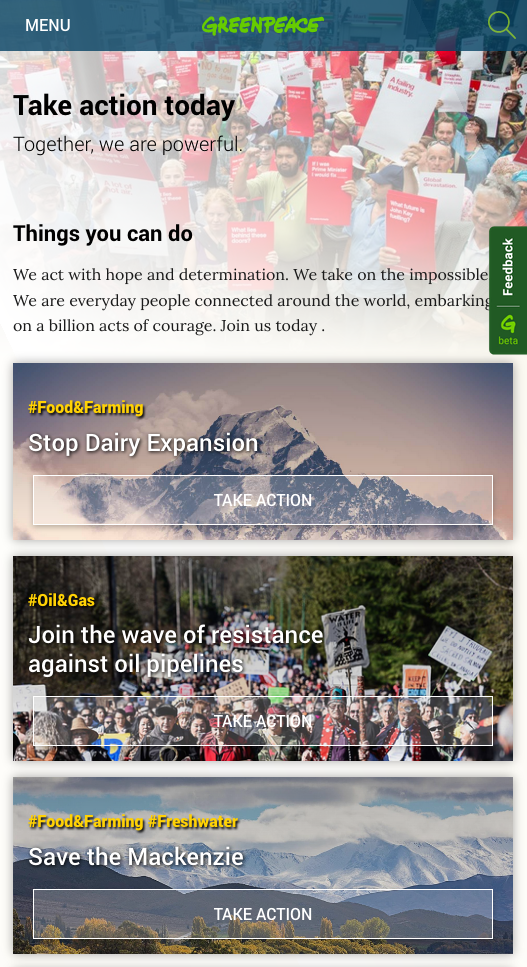 MENU
GREENPEACE
Take action today
Together, we are powerful.
Things you can do
We act with hope and determination. We take on the impossible
We are everyday people connected around the world, embarking
on a billion acts of courage. Join us today .
Feedback
beta
#Food&Farming
Stop Dairy Expansion
TAKE ACTION
#Oil&Gas
Join the wave of resistance
against oil pipelines
WATER
TAKE ACTION
#Food&Farming #Freshwater
Save the Mackenzie
TAKE ACTION